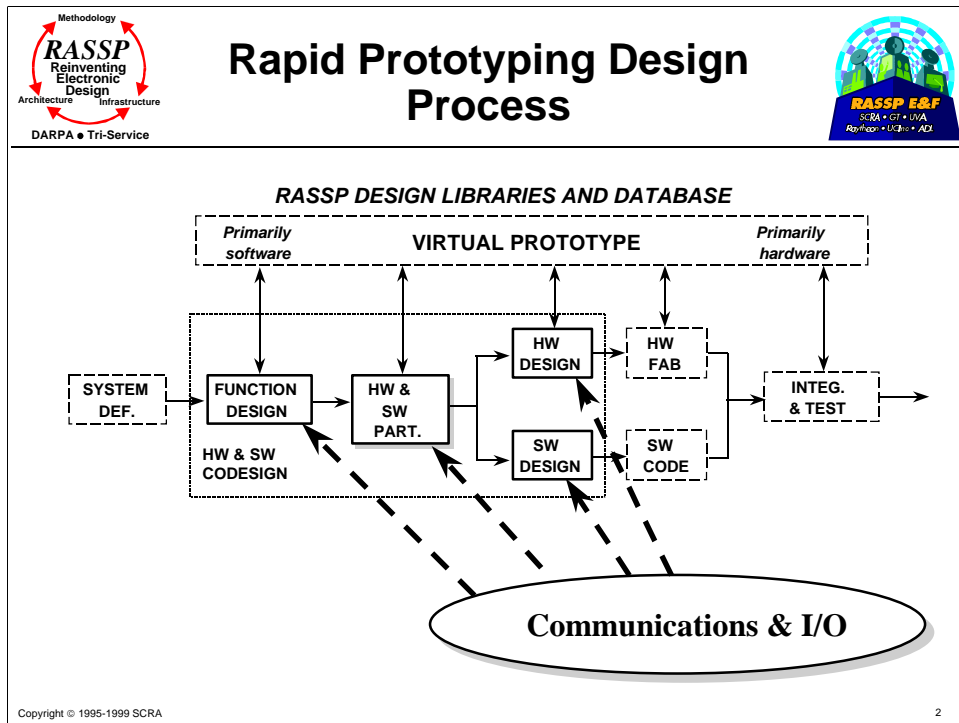 Methodology
RASSP
Reinventing
Electronic
Design
Architecture
Infrastructure
DARPA ● Tri-Service
Rapid Prototyping Design
Process
RASSP E&F
SCRA • GT • UVA
Raytheon • UCinc • ADL
RASSP DESIGN LIBRARIES AND DATABASE
Primarily
software
VIRTUAL PROTOTYPE
Primarily
hardware
SYSTEM
DEF.
FUNCTION
DESIGN
HW &
SW
PART.
HW
DESIGN
HW
FAB
INTEG.
& TEST
HW & SW
CODESIGN
SW
DESIGN
SW
CODE
Communications & I/O
Copyright © 1995-1999 SCRA
2